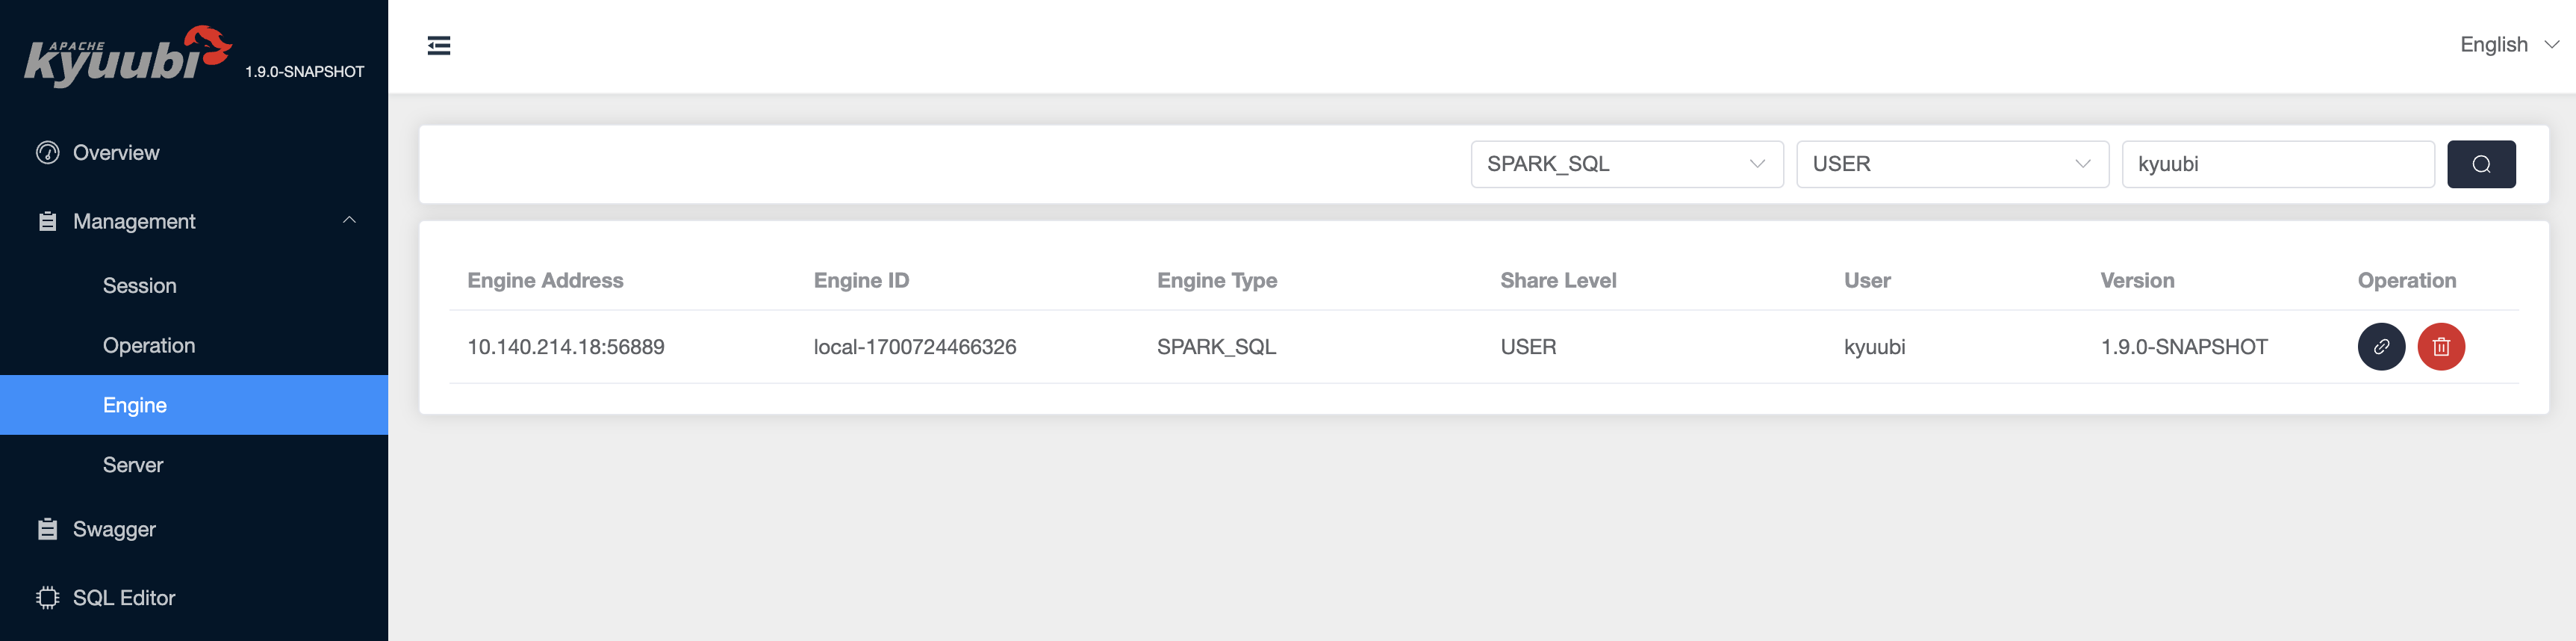 APACHE
kyuubi 1.9.0-SNAPSHOT
English
Overview
Management
Session
Operation
Engine
Server
Swagger
SQL Editor
SPARK_SQL USER kyuubi
Engine Address Engine ID Engine Type Share Level User Version Operation
10.140.214.18:56889 local-1700724466326 SPARK_SQL USER kyuubi 1.9.0-SNAPSHOT